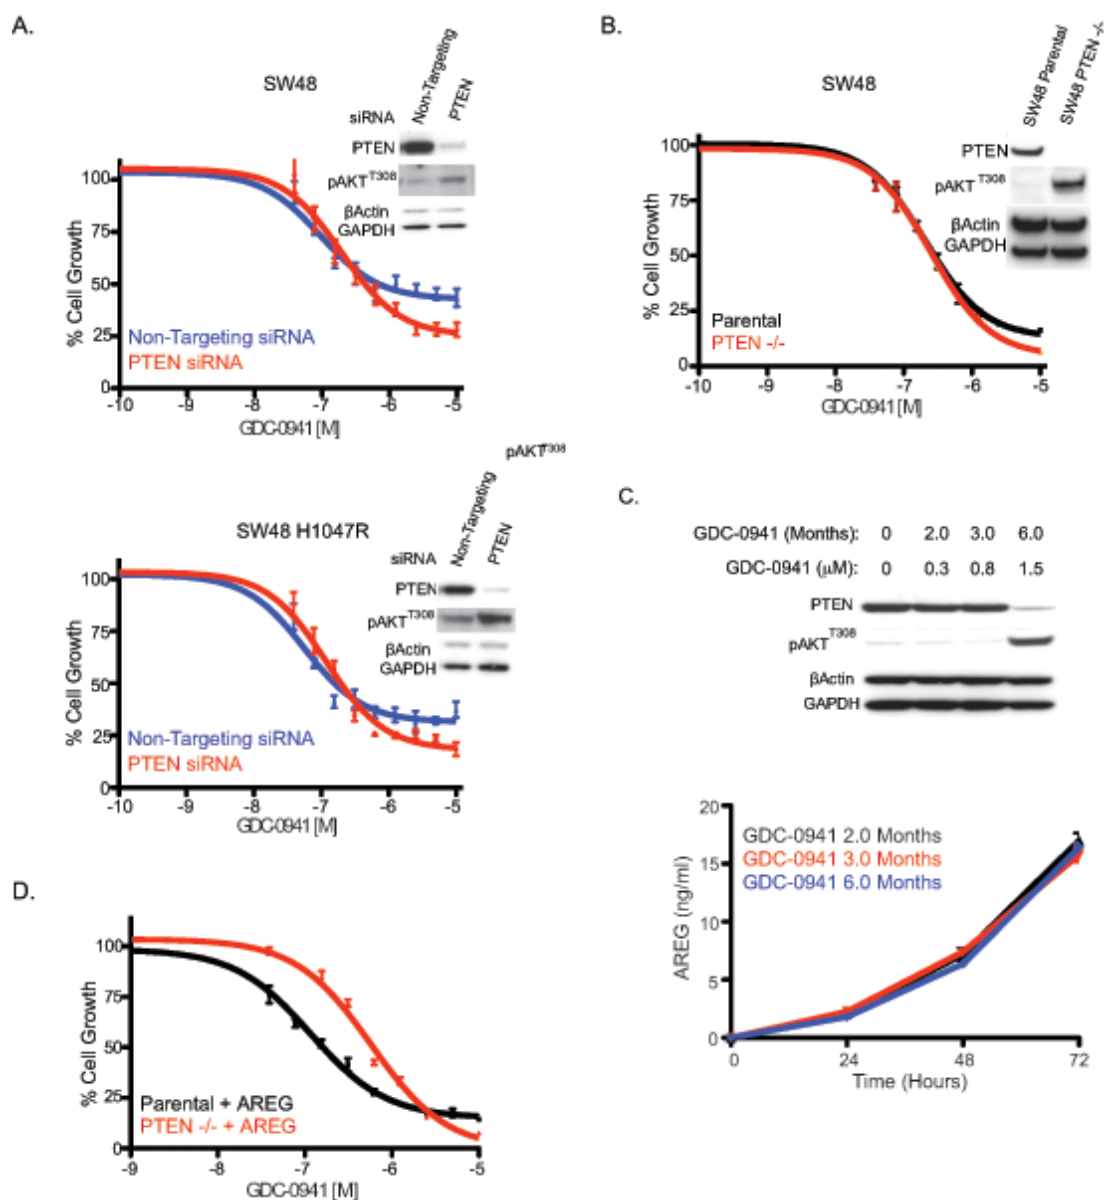 A.
SW48
siRNA
Non-Targeting
PTEN
PTEN
pAKT^T308
βActin
GAPDH
% Cell Growth
100
75
50
25
0
Non-Targeting siRNA
PTEN siRNA
-10 -9 -8 -7 -6 -5
GDC-0941 [M]
B.
SW48
SW48 Parental
SW48 PTEN -/-
PTEN
pAKT^T308
βActin
GAPDH
% Cell Growth
100
75
50
25
0
Parental
PTEN -/-
-10 -9 -8 -7 -6 -5
GDC-0941 [M]
pAKT^T308
SW48 H1047R
siRNA
Non-Targeting
PTEN
PTEN
pAKT^T308
βActin
GAPDH
% Cell Growth
100
75
50
25
0
Non-Targeting siRNA
PTEN siRNA
-10 -9 -8 -7 -6 -5
GDC-0941 [M]
C.
GDC-0941 (Months): 0 2.0 3.0 6.0
GDC-0941 (μM): 0 0.3 0.8 1.5
PTEN
pAKT^T308
βActin
GAPDH
AREG (ng/ml)
20
15
10
5
0
GDC-0941 2.0 Months
GDC-0941 3.0 Months
GDC-0941 6.0 Months
0 24 48 72
Time (Hours)
D.
% Cell Growth
100
75
50
25
0
Parental + AREG
PTEN -/- + AREG
-9 -8 -7 -6 -5
GDC-0941 [M]